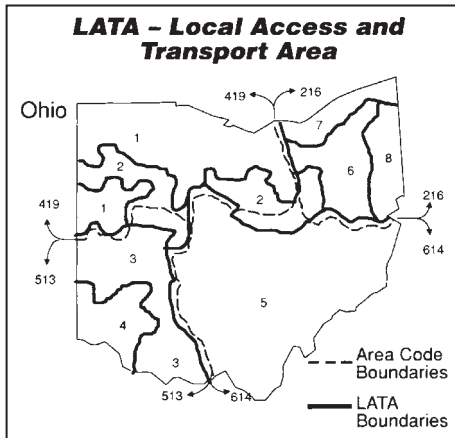 LATA – Local Access and
Transport Area
419 216
Ohio
1
7
2
8
6
1
2
419
216
3
614
513
5
4
Area Code
Boundaries
3
LATA
Boundaries
513 614